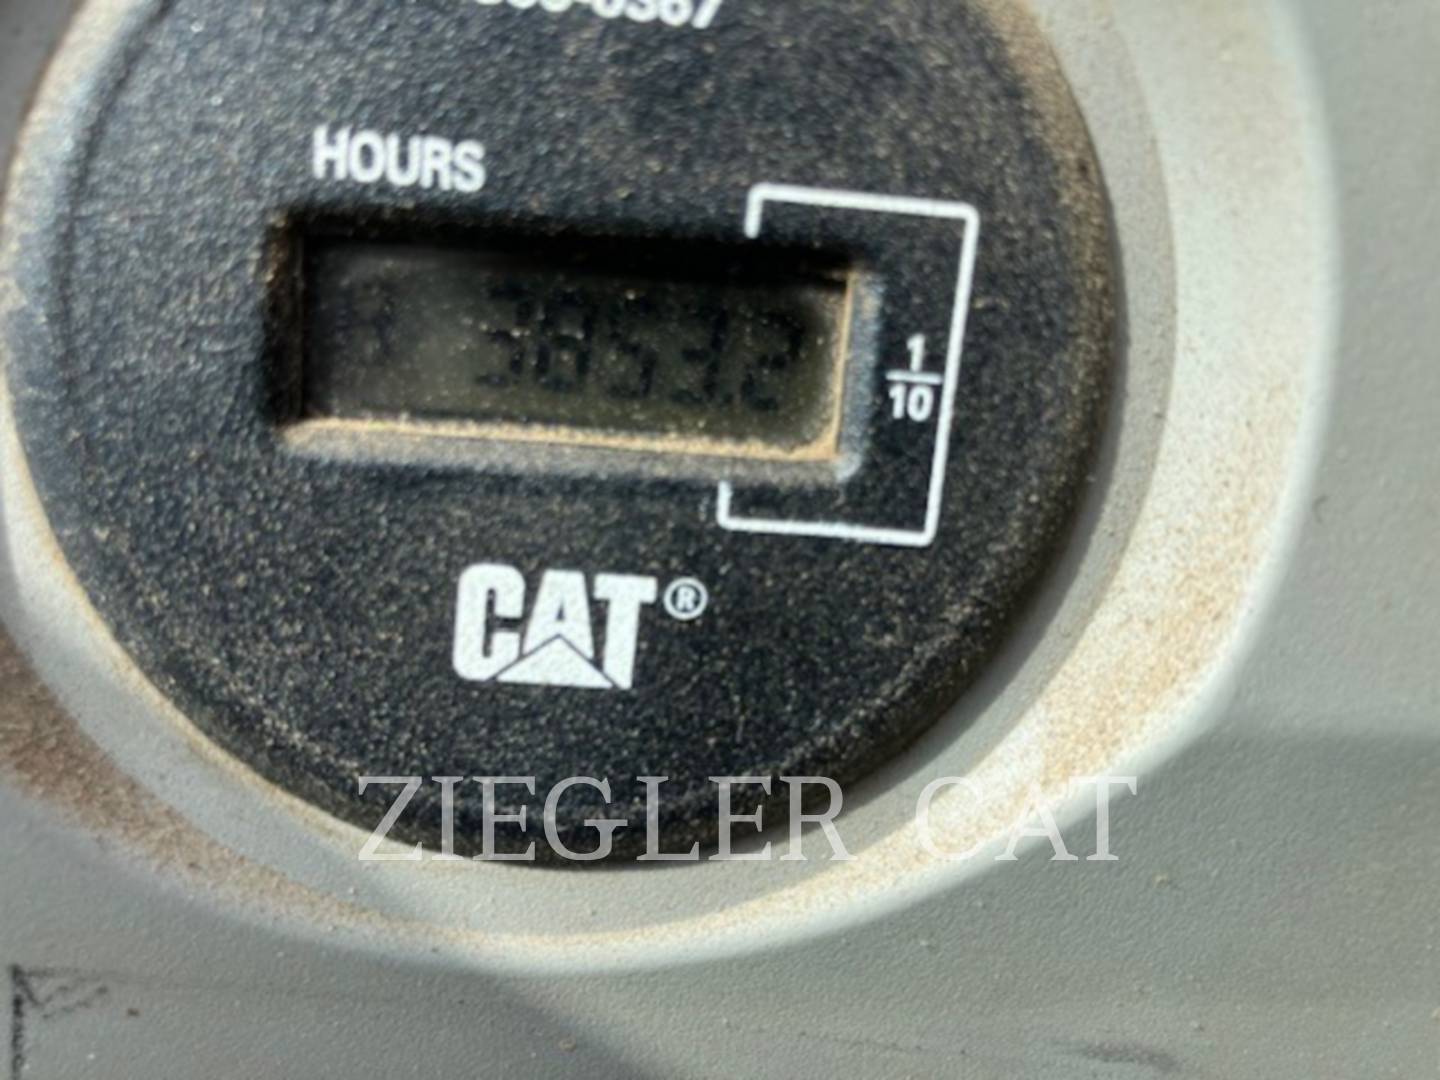 HOURS
3853.2
1
10
CAT®
ZIEGLER CAT